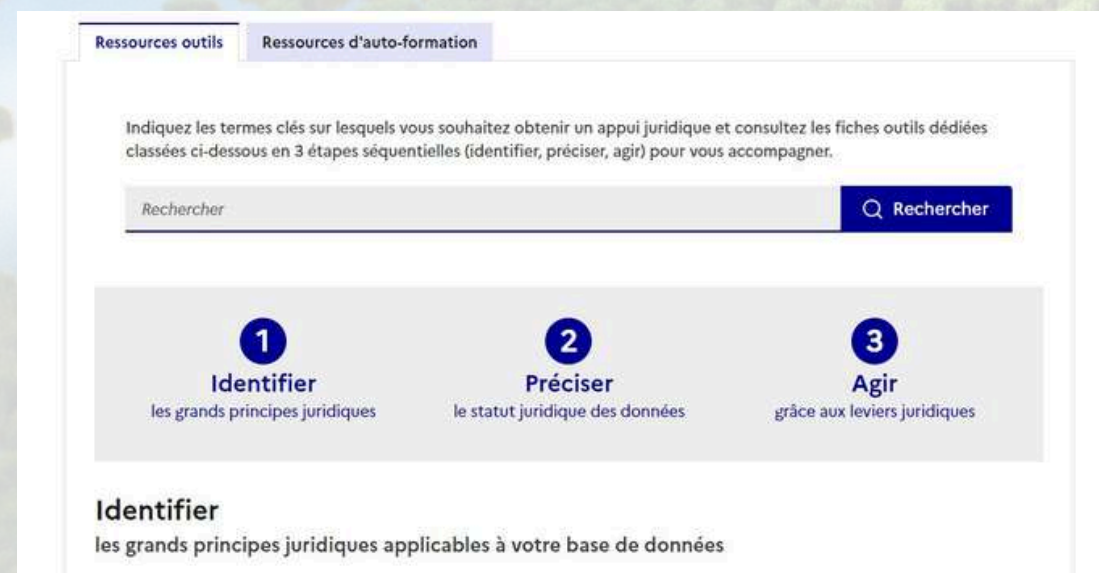 Ressources outils
Ressources d'auto-formation
Indiquez les termes clés sur lesquels vous souhaitez obtenir un appui juridique et consultez les fiches outils dédiées
classées ci-dessous en 3 étapes séquentielles (identifier, préciser, agir) pour vous accompagner.
Rechercher
Rechercher
1
Identifier
les grands principes juridiques
2
Préciser
le statut juridique des données
3
Agir
grâce aux leviers juridiques
Identifier
les grands principes juridiques applicables à votre base de données